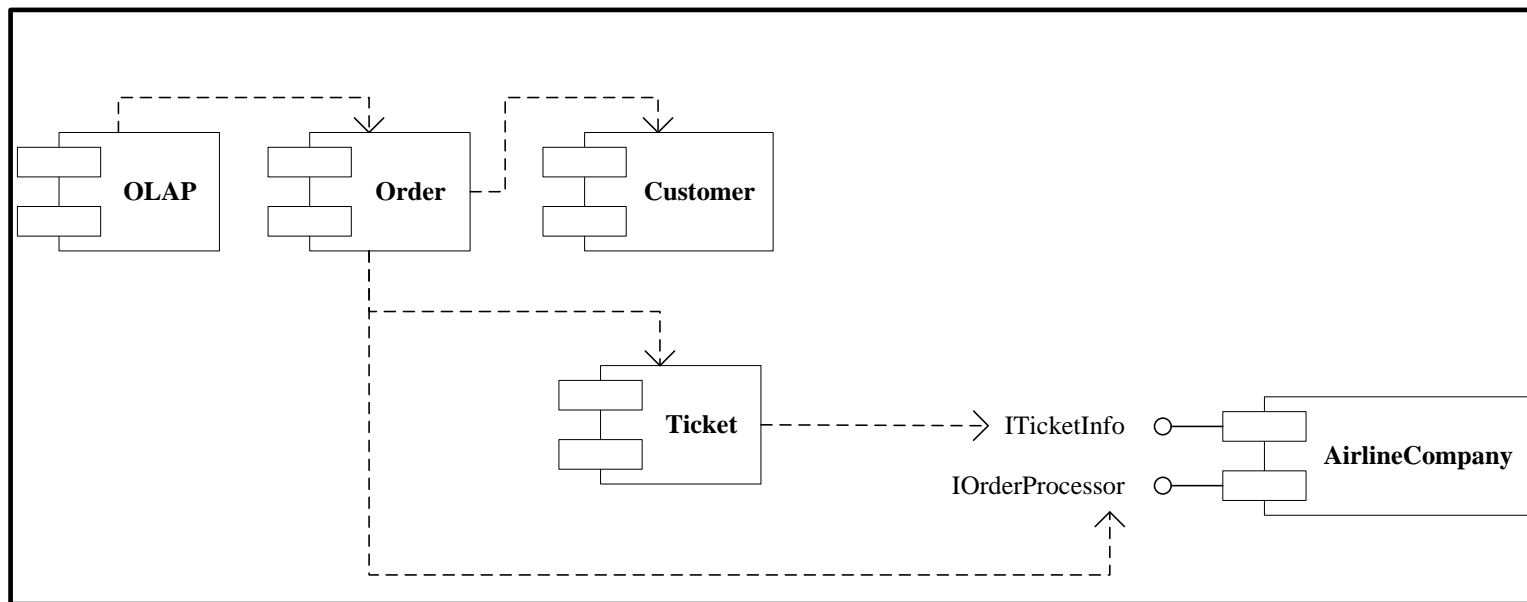 OLAP
Order
Customer
Ticket
ITicketInfo
AirlineCompany
IOrderProcessor